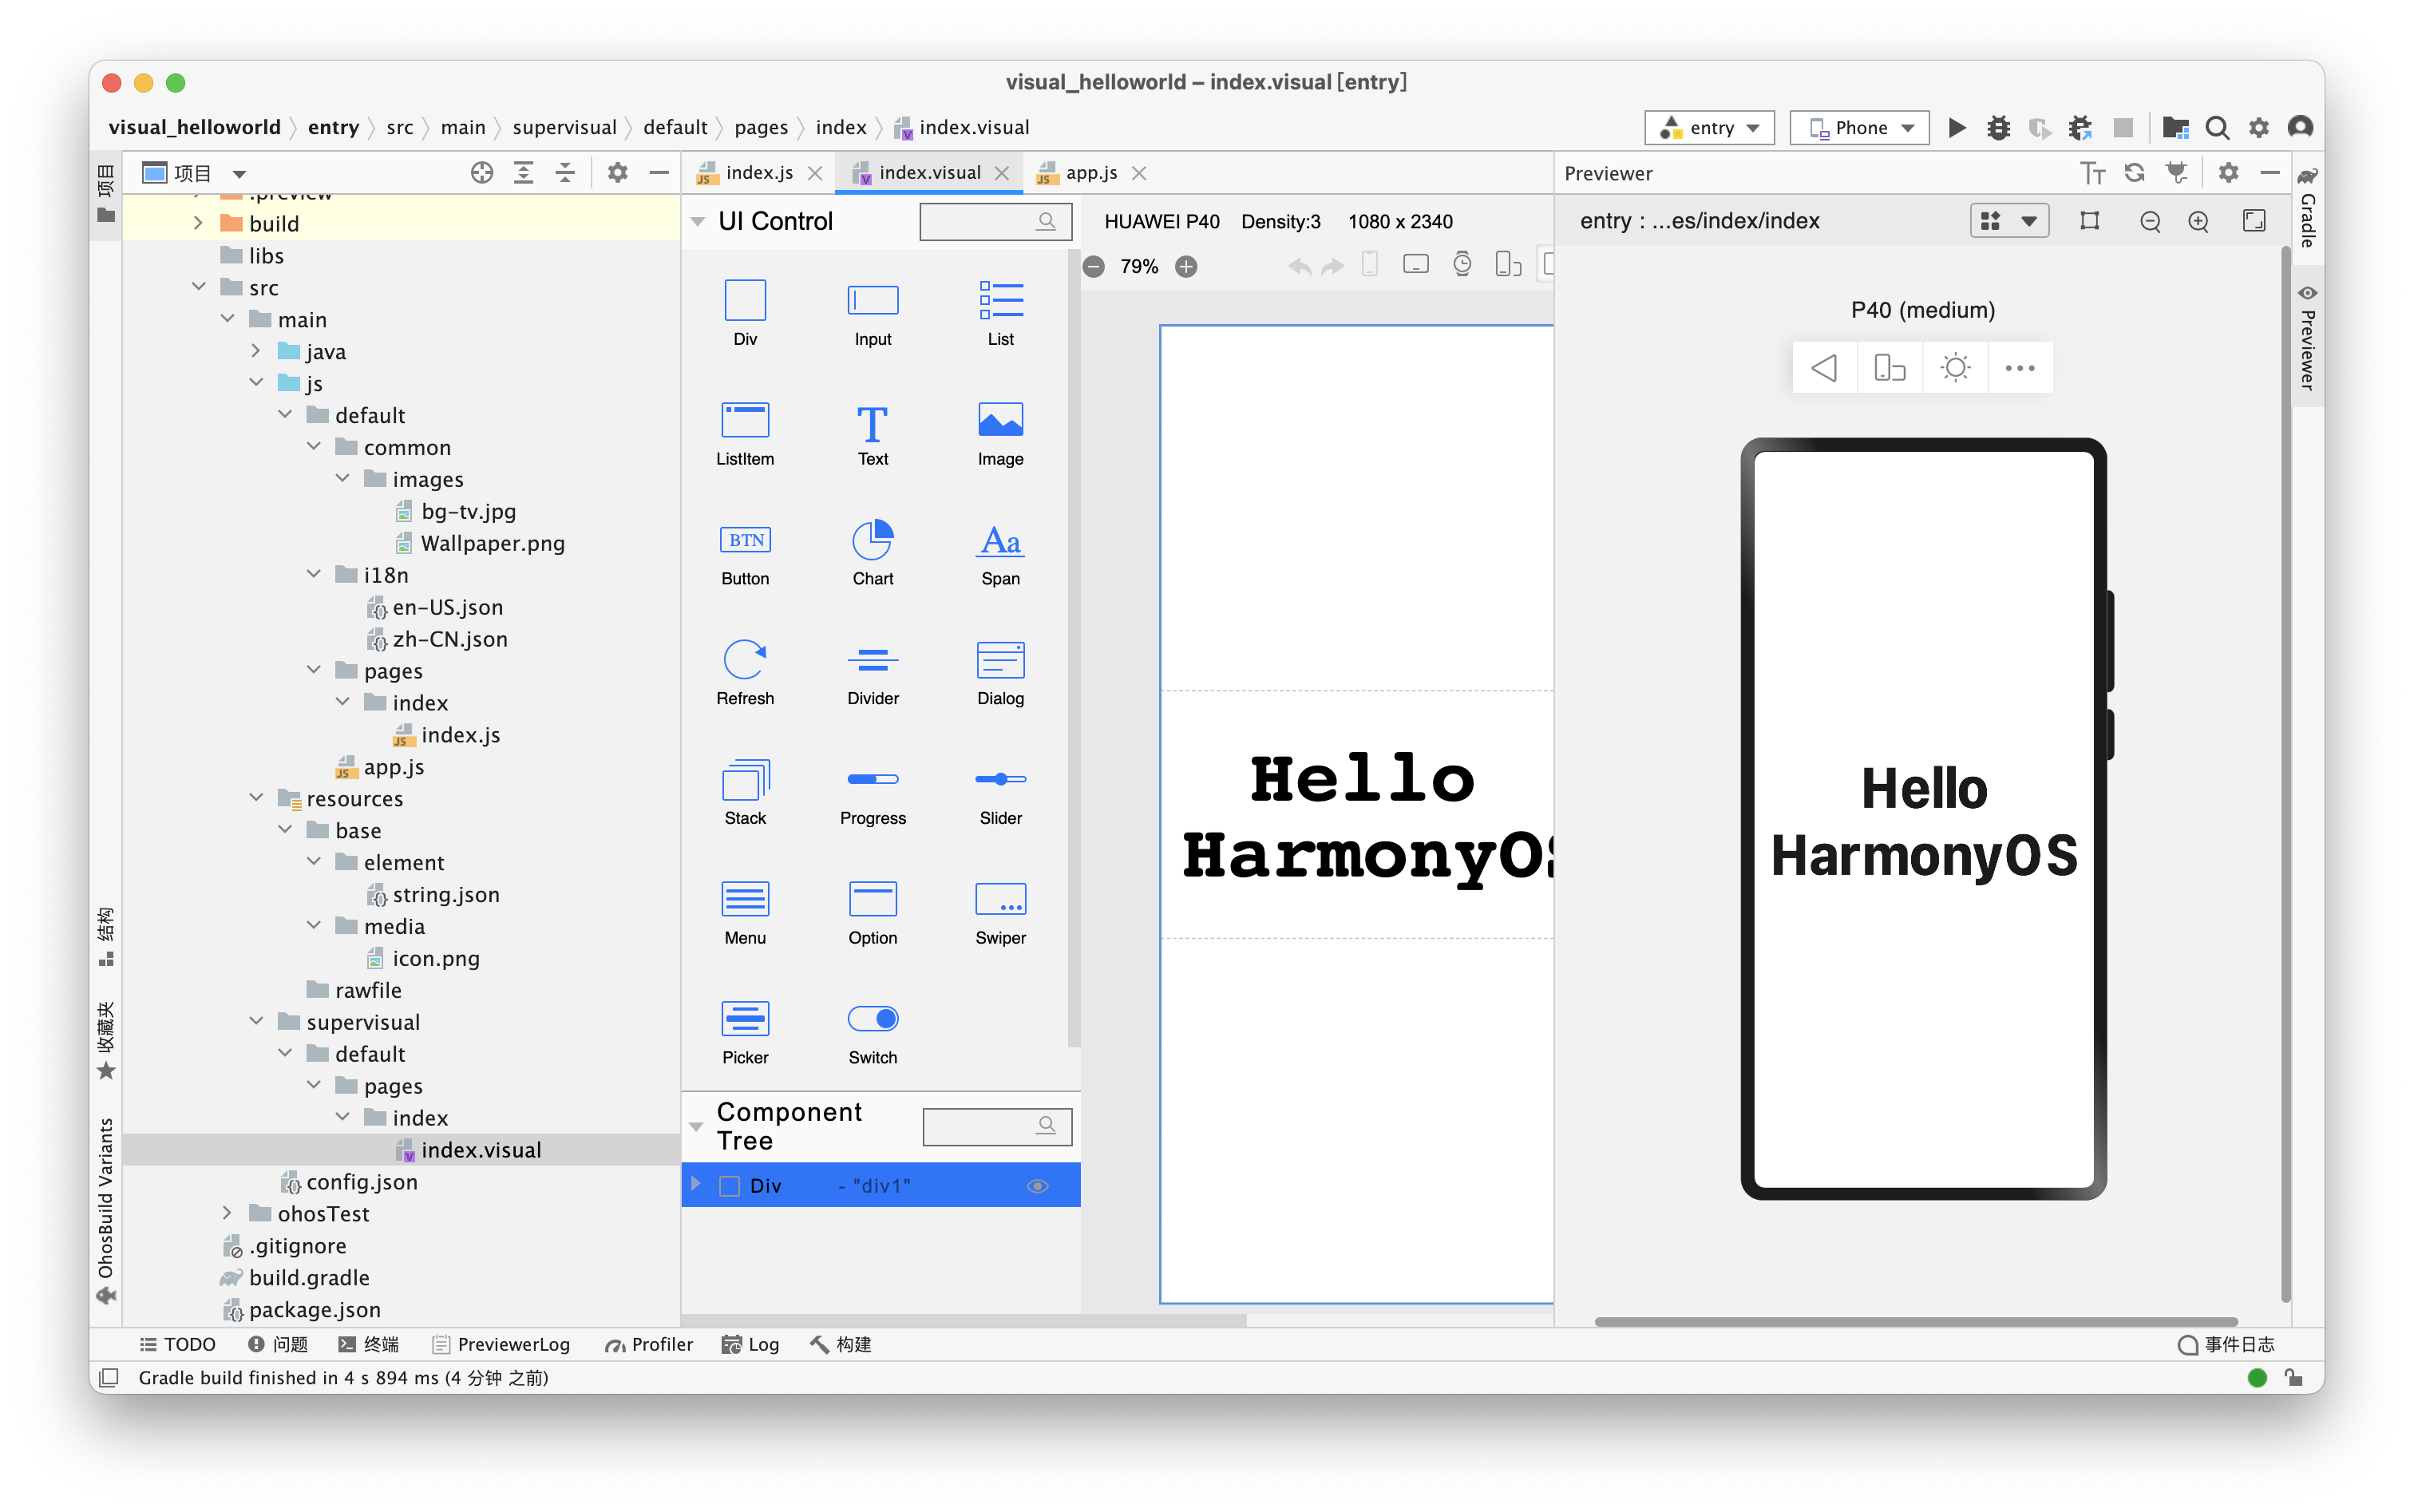 visual_helloworld – index.visual [entry]
visual_helloworld entry src main supervisual default pages index index.visual
entry Phone
项目
index.js index.visual app.js
Previewer
项目
结构
收藏夹
OhosBuild Variants
.preview
build
libs
src
main
java
js
default
common
images
bg-tv.jpg
Wallpaper.png
i18n
en-US.json
zh-CN.json
pages
index
index.js
app.js
resources
base
element
string.json
media
icon.png
rawfile
supervisual
default
pages
index
index.visual
config.json
ohosTest
.gitignore
build.gradle
package.json
UI Control
Div Input List
ListItem Text Image
BTN Aa
Button Chart Span
Refresh Divider Dialog
Stack Progress Slider
Menu Option Swiper
Picker Switch
Component
Tree
Div - "div1"
HUAWEI P40 Density:3 1080 x 2340
79%
Hello
HarmonyOS
entry : ...es/index/index
P40 (medium)
Hello
HarmonyOS
Gradle
Previewer
TODO 问题 终端 PreviewerLog Profiler Log 构建 事件日志
Gradle build finished in 4 s 894 ms (4 分钟 之前)